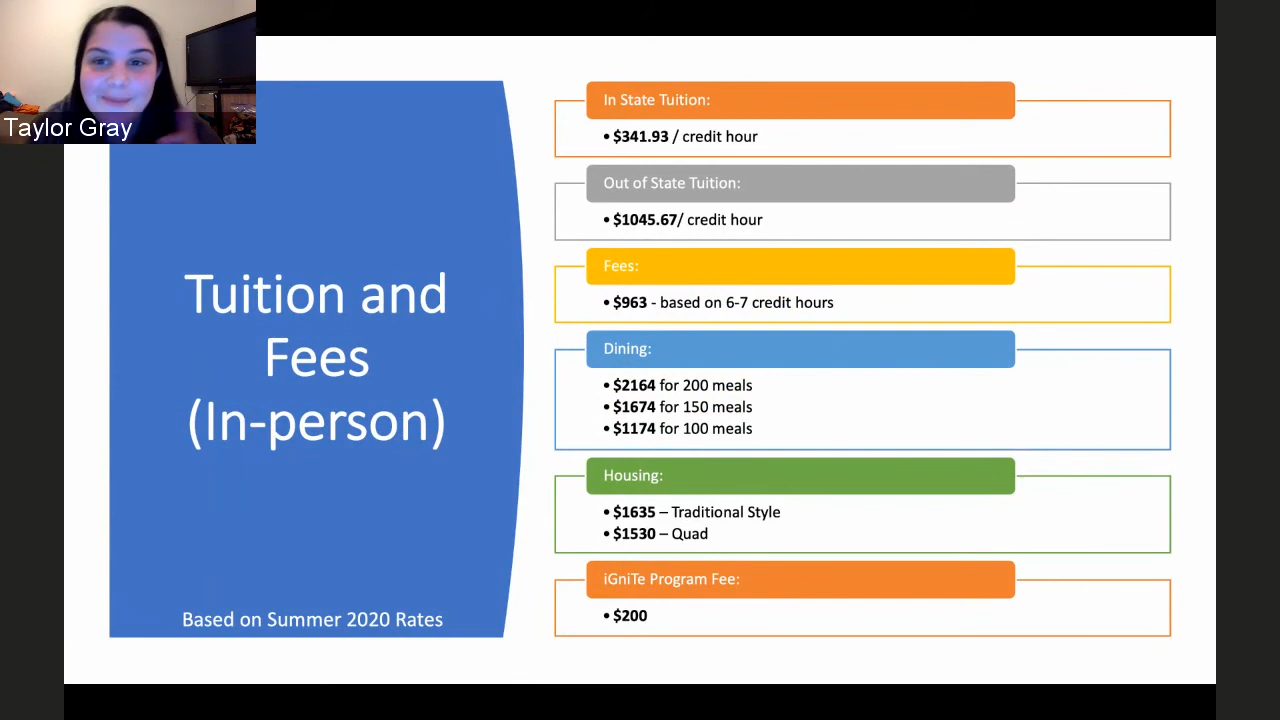 Taylor Gray
Tuition and
Fees
(In-person)
Based on Summer 2020 Rates
In State Tuition:
• $341.93 / credit hour
Out of State Tuition:
• $1045.67/ credit hour
Fees:
• $963 - based on 6-7 credit hours
Dining:
• $2164 for 200 meals
• $1674 for 150 meals
• $1174 for 100 meals
Housing:
• $1635 – Traditional Style
• $1530 – Quad
iGniTe Program Fee:
• $200